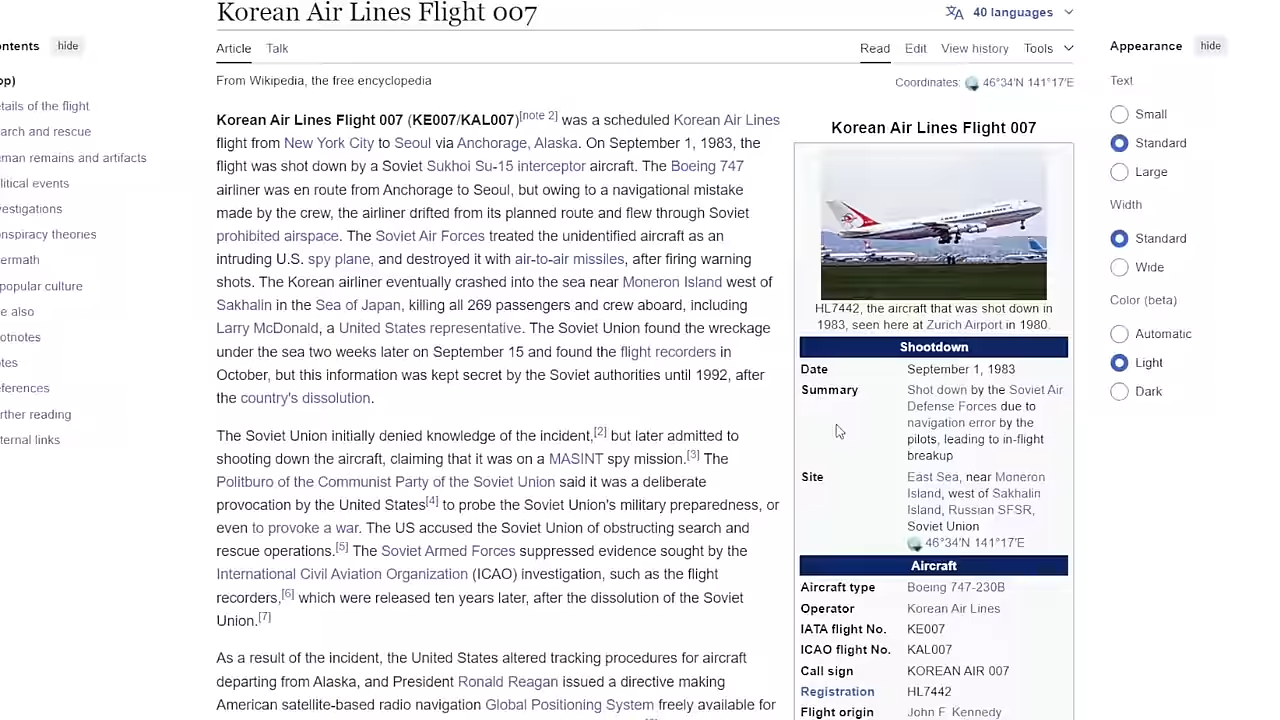 Korean Air Lines Flight 007
40 languages
Article Talk
Read Edit View history Tools
From Wikipedia, the free encyclopedia
Coordinates: 46°34′N 141°17′E
ontents hide
op)
etails of the flight
arch and rescue
man remains and artifacts
litical events
vestigations
nspiracy theories
termath
popular culture
e also
otnotes
tes
eferences
rther reading
ternal links
Korean Air Lines Flight 007 (KE007/KAL007)[note 2] was a scheduled Korean Air Lines
flight from New York City to Seoul via Anchorage, Alaska. On September 1, 1983, the
flight was shot down by a Soviet Sukhoi Su-15 interceptor aircraft. The Boeing 747
airliner was en route from Anchorage to Seoul, but owing to a navigational mistake
made by the crew, the airliner drifted from its planned route and flew through Soviet
prohibited airspace. The Soviet Air Forces treated the unidentified aircraft as an
intruding U.S. spy plane, and destroyed it with air-to-air missiles, after firing warning
shots. The Korean airliner eventually crashed into the sea near Moneron Island west of
Sakhalin in the Sea of Japan, killing all 269 passengers and crew aboard, including
Larry McDonald, a United States representative. The Soviet Union found the wreckage
under the sea two weeks later on September 15 and found the flight recorders in
October, but this information was kept secret by the Soviet authorities until 1992, after
the country's dissolution.
The Soviet Union initially denied knowledge of the incident,[2] but later admitted to
shooting down the aircraft, claiming that it was on a MASINT spy mission.[3] The
Politburo of the Communist Party of the Soviet Union said it was a deliberate
provocation by the United States[4] to probe the Soviet Union's military preparedness, or
even to provoke a war. The US accused the Soviet Union of obstructing search and
rescue operations.[5] The Soviet Armed Forces suppressed evidence sought by the
International Civil Aviation Organization (ICAO) investigation, such as the flight
recorders,[6] which were released ten years later, after the dissolution of the Soviet
Union.[7]
As a result of the incident, the United States altered tracking procedures for aircraft
departing from Alaska, and President Ronald Reagan issued a directive making
American satellite-based radio navigation Global Positioning System freely available for
Korean Air Lines Flight 007
HL7442, the aircraft that was shot down in
1983, seen here at Zurich Airport in 1980.
Shootdown
Date September 1, 1983
Summary Shot down by the Soviet Air
Defense Forces due to
navigation error by the
pilots, leading to in-flight
breakup
Site East Sea, near Moneron
Island, west of Sakhalin
Island, Russian SFSR,
Soviet Union
46°34′N 141°17′E
Aircraft
Aircraft type Boeing 747-230B
Operator Korean Air Lines
IATA flight No. KE007
ICAO flight No. KAL007
Call sign KOREAN AIR 007
Registration HL7442
Flight origin John F Kennedy
Appearance hide
Text
Small
Standard
Large
Width
Standard
Wide
Color (beta)
Automatic
Light
Dark